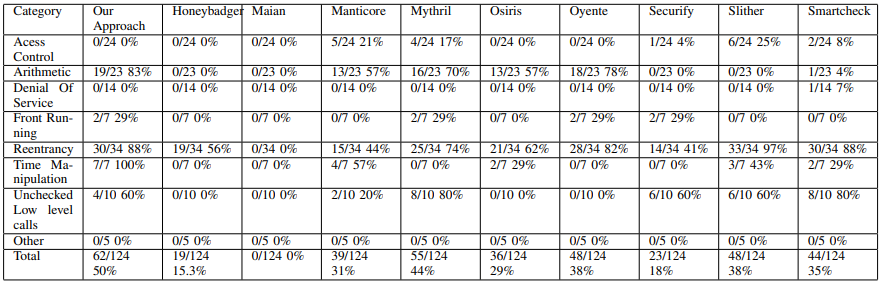 Category Our Honeybadger Maian Manticore Mythril Osiris Oyente Securify Slither Smartcheck
Approach
Acess 0/24 0% 0/24 0% 0/24 0% 5/24 21% 4/24 17% 0/24 0% 0/24 0% 1/24 4% 6/24 25% 2/24 8%
Control
Arithmetic 19/23 83% 0/23 0% 0/23 0% 13/23 57% 16/23 70% 13/23 57% 18/23 78% 0/23 0% 0/23 0% 1/23 4%
Denial Of 0/14 0% 0/14 0% 0/14 0% 0/14 0% 0/14 0% 0/14 0% 0/14 0% 0/14 0% 0/14 0% 1/14 7%
Service
Front Run- 2/7 29% 0/7 0% 0/7 0% 0/7 0% 2/7 29% 0/7 0% 2/7 29% 2/7 29% 0/7 0% 0/7 0%
ning
Reentrancy 30/34 88% 19/34 56% 0/34 0% 15/34 44% 25/34 74% 21/34 62% 28/34 82% 14/34 41% 33/34 97% 30/34 88%
Time Ma- 7/7 100% 0/7 0% 0/7 0% 4/7 57% 0/7 0% 2/7 29% 0/7 0% 0/7 0% 3/7 43% 2/7 29%
nipulation
Unchecked 4/10 60% 0/10 0% 0/10 0% 2/10 20% 8/10 80% 0/10 0% 0/10 0% 6/10 60% 6/10 60% 8/10 80%
Low level
calls
Other 0/5 0% 0/5 0% 0/5 0% 0/5 0% 0/5 0% 0/5 0% 0/5 0% 0/5 0% 0/5 0% 0/5 0%
Total 62/124 19/124 0/124 0% 39/124 55/124 36/124 48/124 23/124 48/124 44/124
50% 15.3% 31% 44% 29% 38% 18% 38% 35%